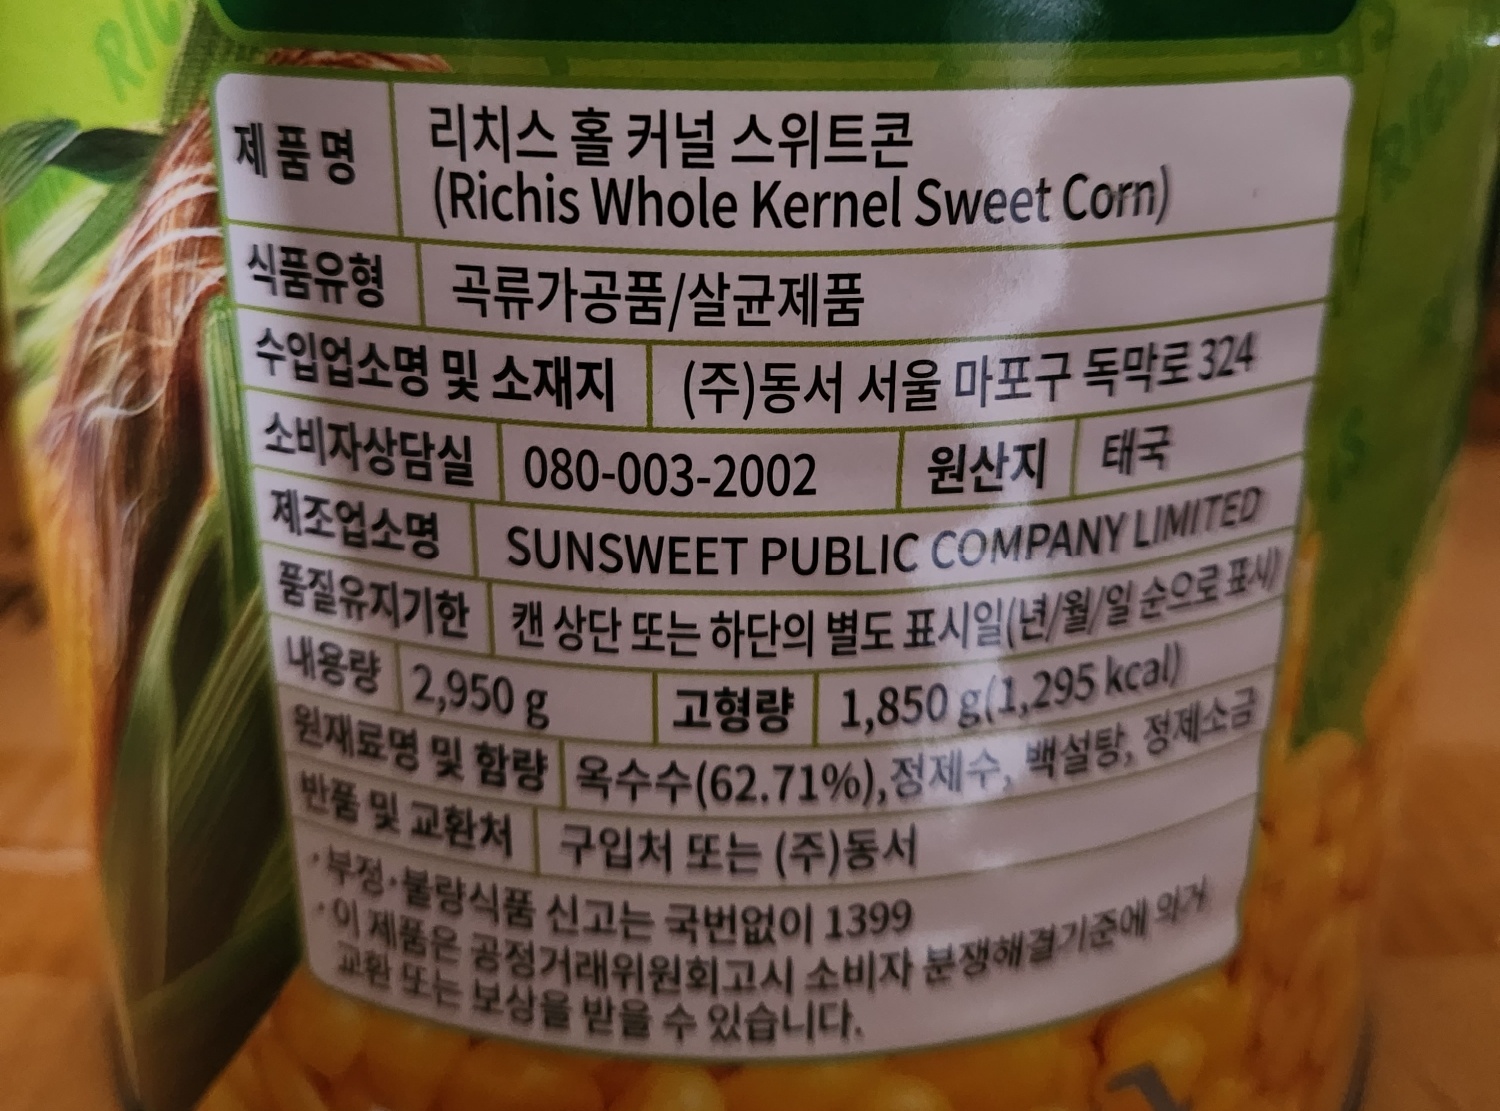 제품명 리치스 홀 커널 스위트콘
(Richis Whole Kernel Sweet Corn)
식품유형 곡류가공품/살균제품
수입업소명 및 소재지 (주)동서 서울 마포구 독막로 324
소비자상담실 080-003-2002 원산지 태국
제조업소명 SUNSWEET PUBLIC COMPANY LIMITED
품질유지기한 캔 상단 또는 하단의 별도 표시일(년/월/일 순으로 표시)
내용량 2,950 g 고형량 1,850 g(1,295 kcal)
원재료명 및 함량 옥수수(62.71%),정제수, 백설탕, 정제소금
반품 및 교환처 구입처 또는 (주)동서
·부정·불량식품 신고는 국번없이 1399
·이 제품은 공정거래위원회고시 소비자 분쟁해결기준에 의거
교환 또는 보상을 받을 수 있습니다.